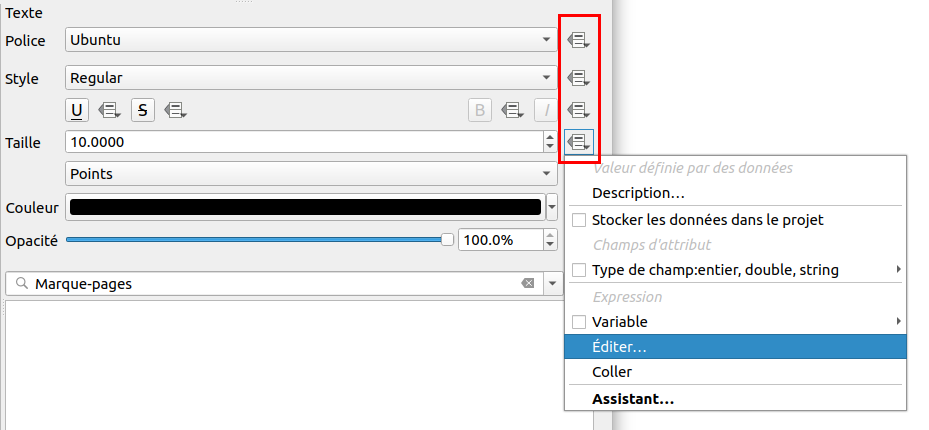 Texte
Police Ubuntu
Style Regular
U S B I
Taille 10.0000
Points
Couleur
Opacité 100.0%
Marque-pages
Valeur définie par des données
Description...
Stocker les données dans le projet
Champs d'attribut
Type de champ:entier, double, string
Expression
Variable
Éditer...
Coller
Assistant...